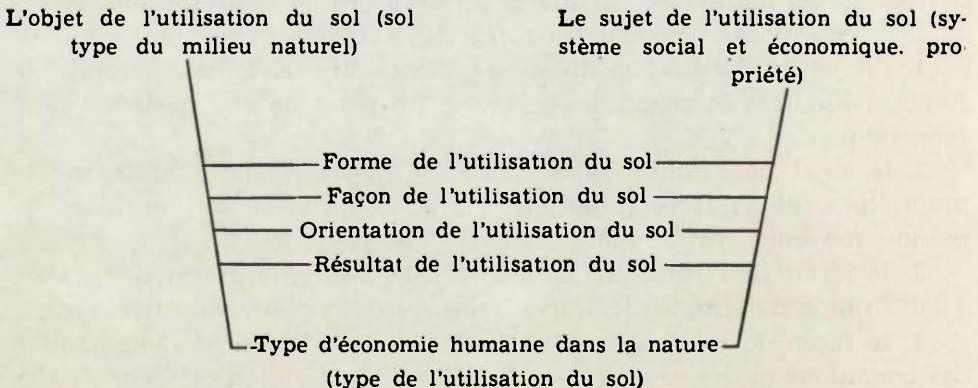 L'objet de l'utilisation du sol (sol
type du milieu naturel)
Le sujet de l'utilisation du sol (sy-
stème social et économique. pro
priété)
Forme de l'utilisation du sol
Façon de l'utilisation du sol
Orientation de l'utilisation du sol
Résultat de l'utilisation du sol
-Type d'économie humaine dans la nature
(type de l'utilisation du sol)